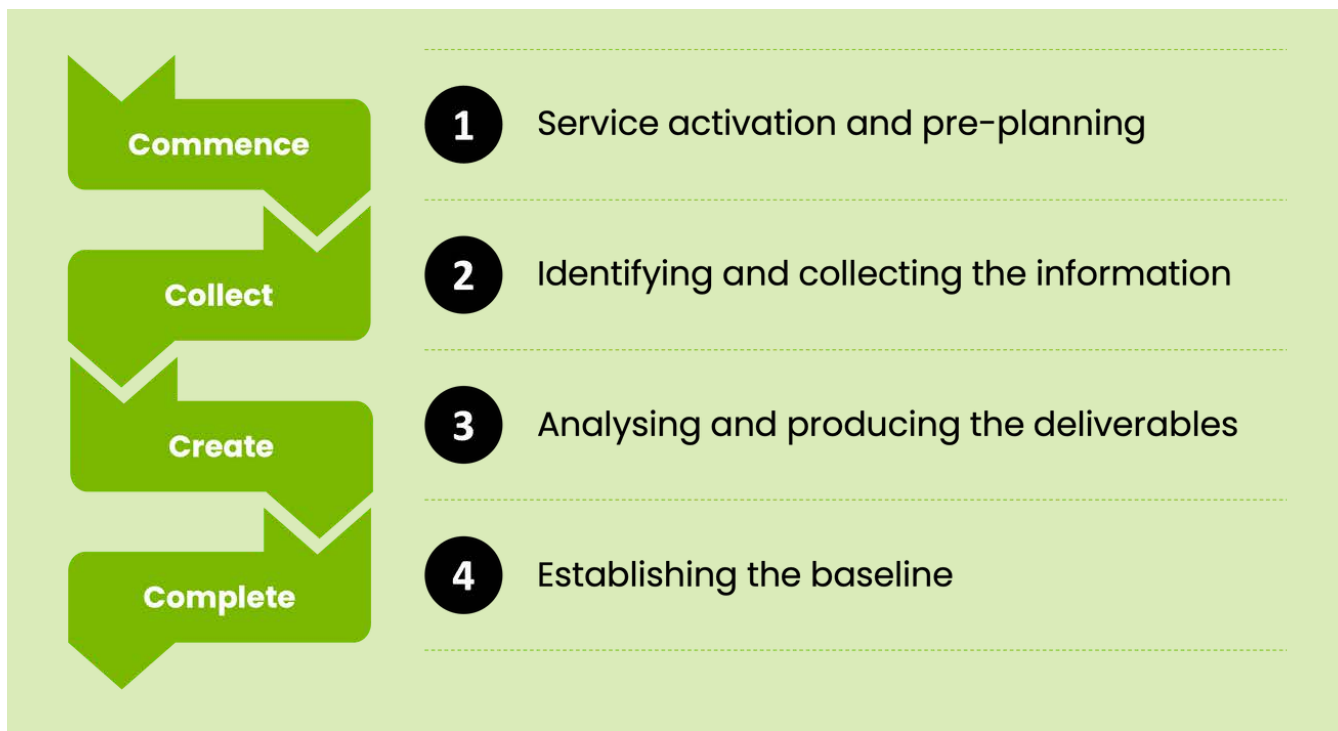 Commence
1 Service activation and pre-planning
Collect
2 Identifying and collecting the information
Create
3 Analysing and producing the deliverables
Complete
4 Establishing the baseline